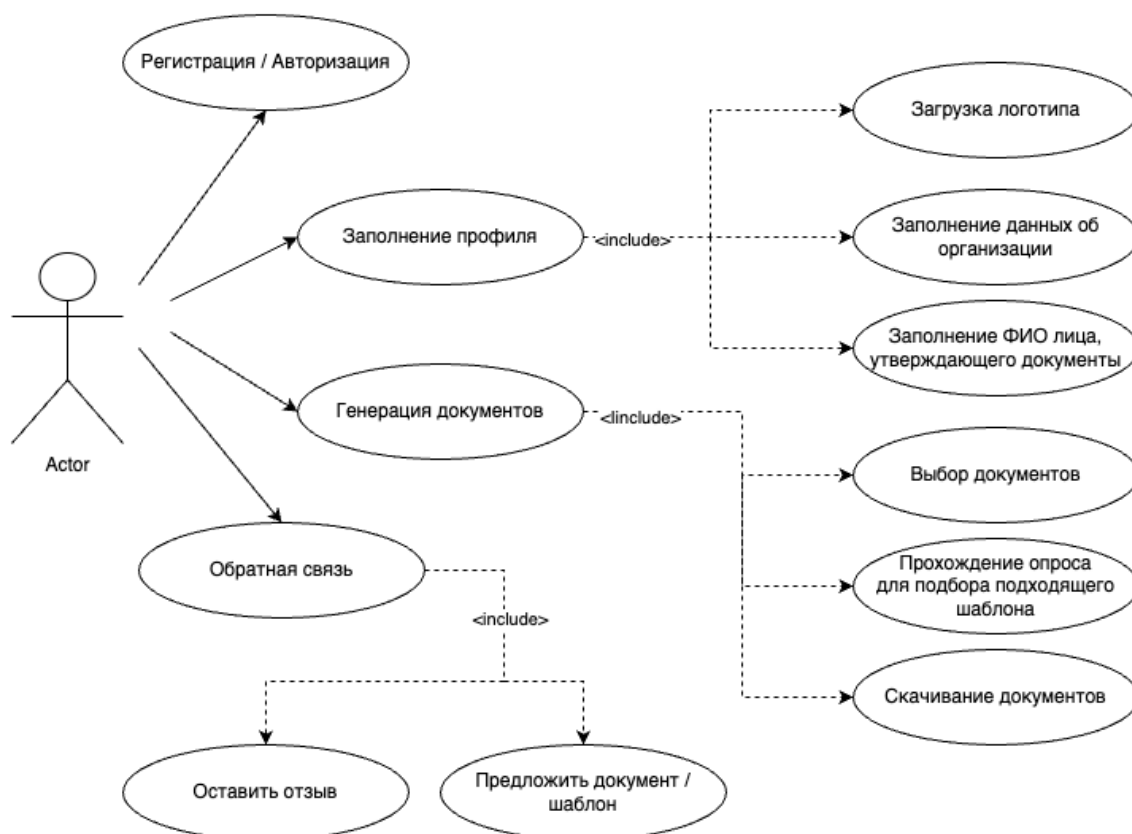 Регистрация / Авторизация
Загрузка логотипа
Заполнение профиля
<include>
Заполнение данных об
организации
Заполнение ФИО лица,
утверждающего документы
Генерация документов
<Iinclude>
Actor
Выбор документов
Обратная связь
Прохождение опроса
для подбора подходящего
шаблона
<include>
Скачивание документов
Оставить отзыв
Предложить документ /
шаблон